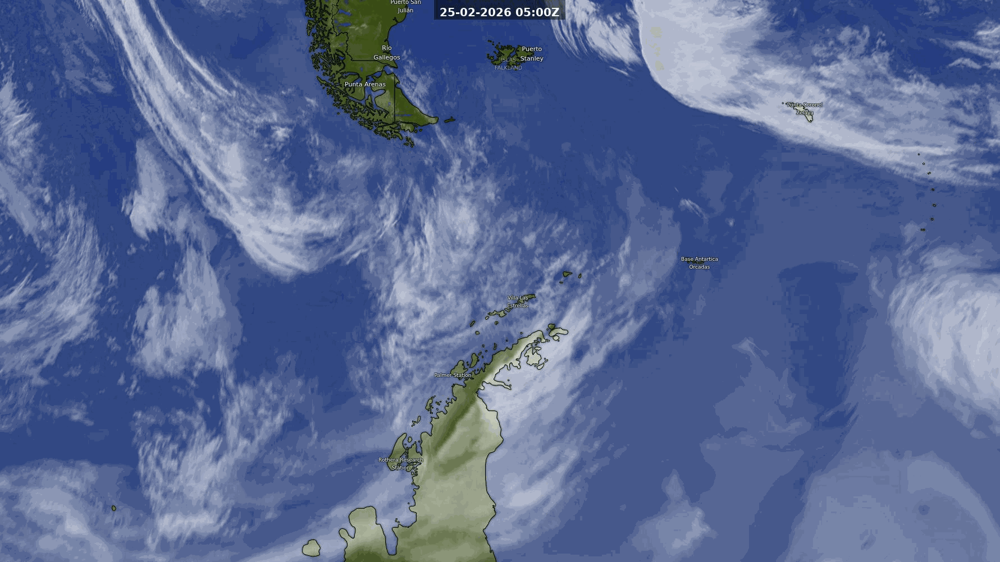 Puerto San
Julián
25-02-2026 05:00Z
Río
Gallegos
Puerto
Stanley
ISLAS
FALKLAND
Punta Arenas
Punta Coronel
Zelaya
Base Antartica
Orcadas
Villa Las
Estrellas
Palmer Station
Rothera Research
Station